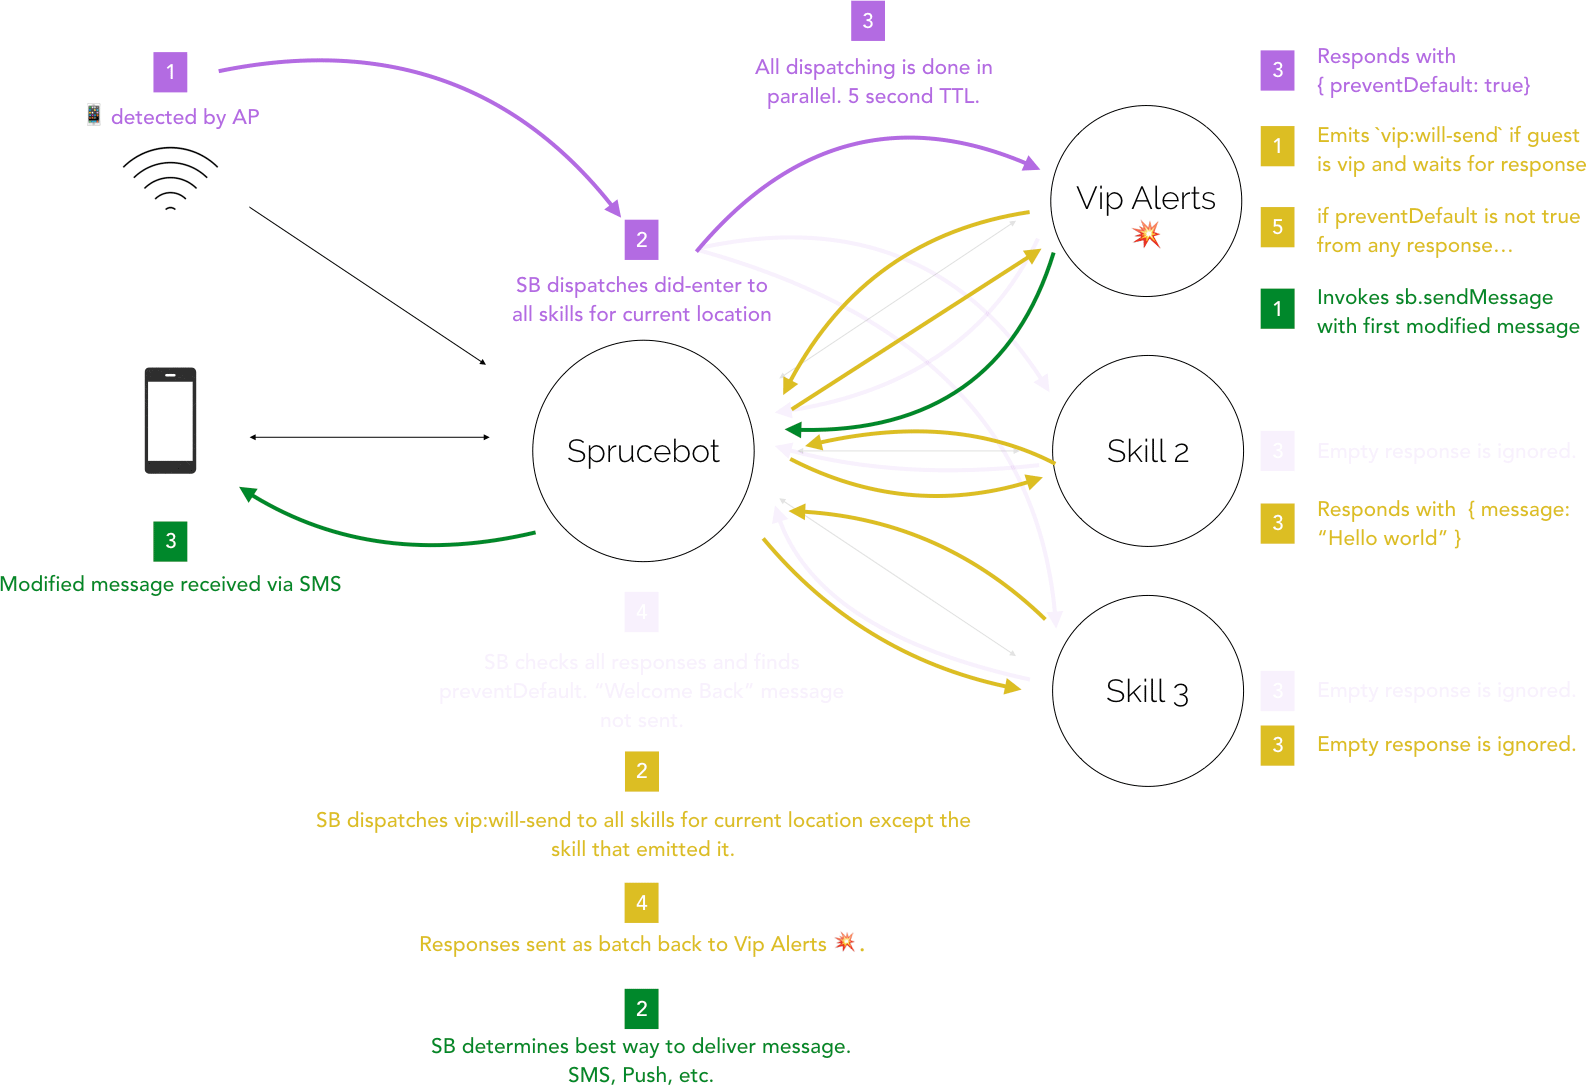 3
All dispatching is done in
parallel. 5 second TTL.
1
detected by AP
2
SB dispatches did-enter to
all skills for current location
Sprucebot
3
Modified message received via SMS
4
SB checks all responses and finds
preventDefault. “Welcome Back” message
not sent.
2
SB dispatches vip:will-send to all skills for current location except the
skill that emitted it.
4
Responses sent as batch back to Vip Alerts 💥.
2
SB determines best way to deliver message.
SMS, Push, etc.
Vip Alerts
3
Responds with
{ preventDefault: true}
1
Emits `vip:will-send` if guest
is vip and waits for response
5
if preventDefault is not true
from any response…
1
Invokes sb.sendMessage
with first modified message
Skill 2
3
Empty response is ignored.
3
Responds with { message:
“Hello world” }
Skill 3
3
Empty response is ignored.
3
Empty response is ignored.